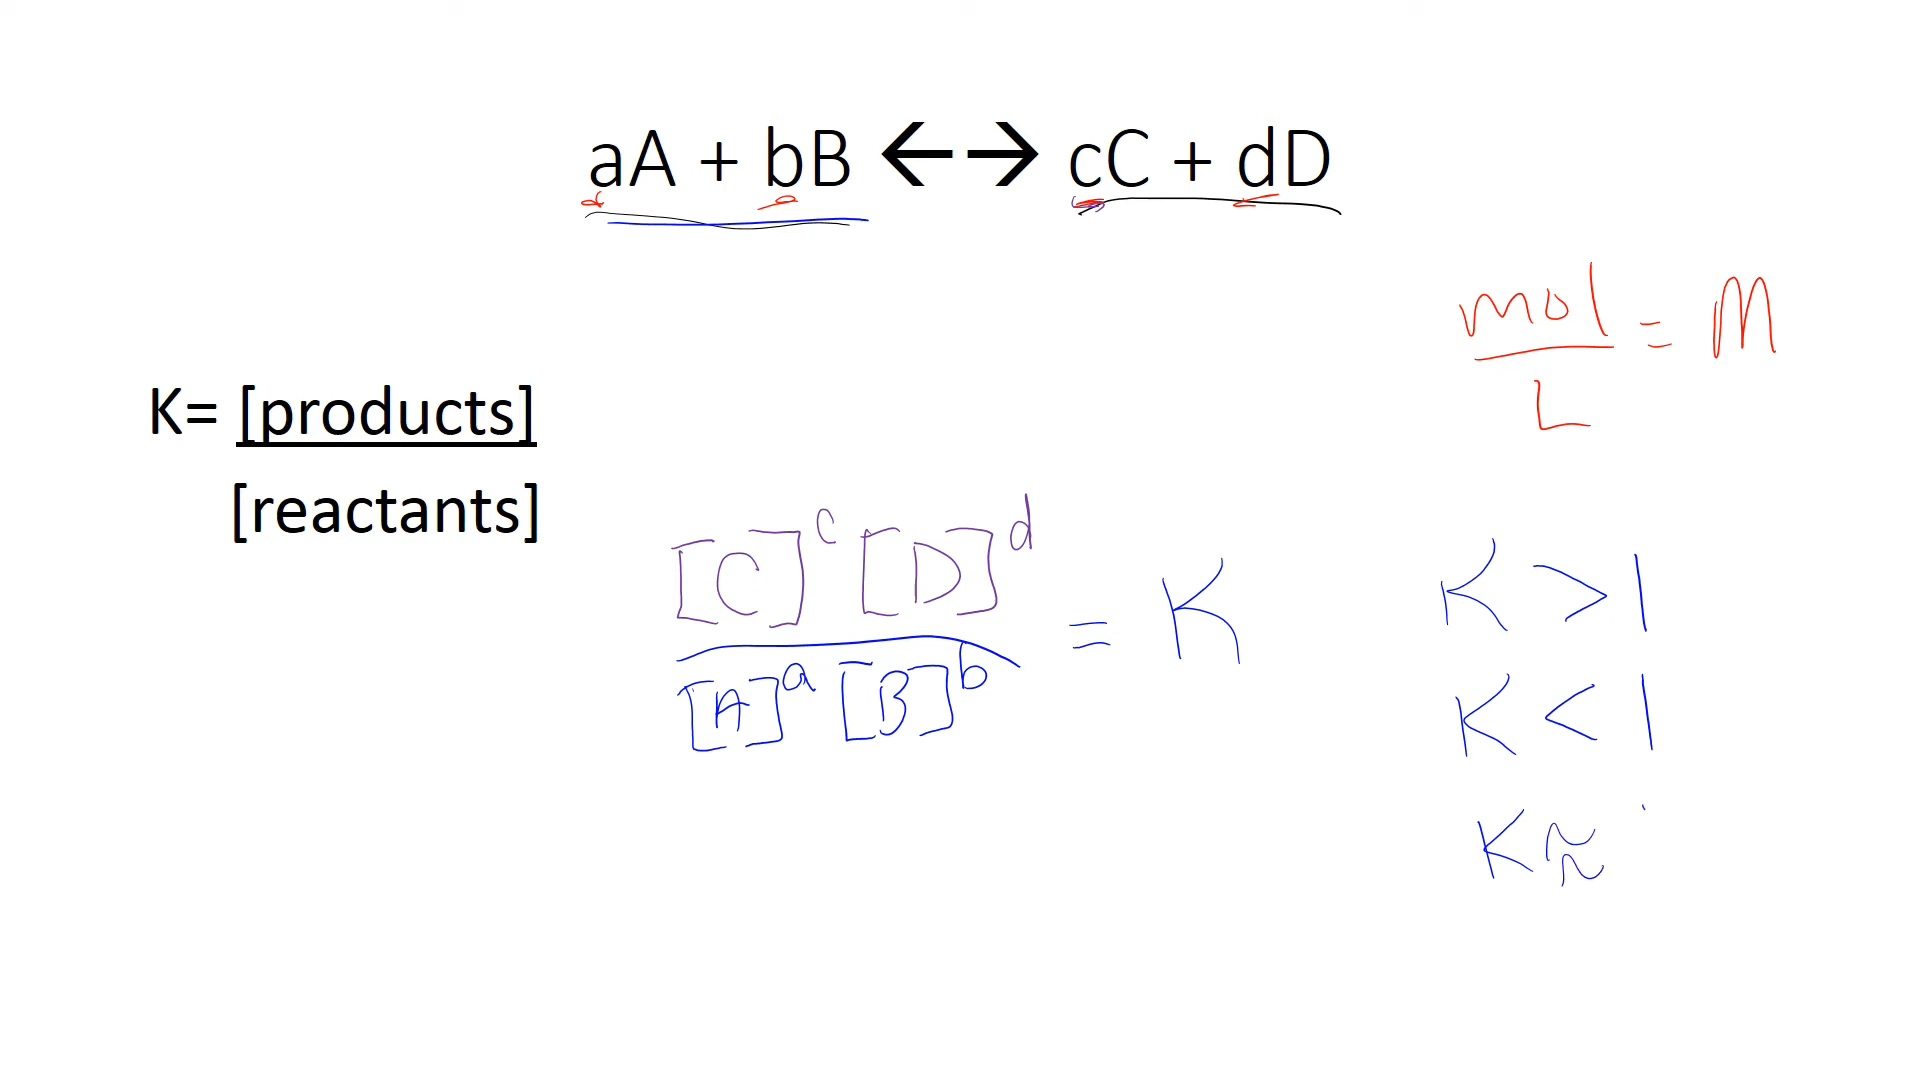 aA + bB ←→ cC + dD
mol
— = M
L
K= [products]
[reactants]
[C]^c [D]^d
— = K
[A]^a [B]^b
K > 1
K < 1
K ≈